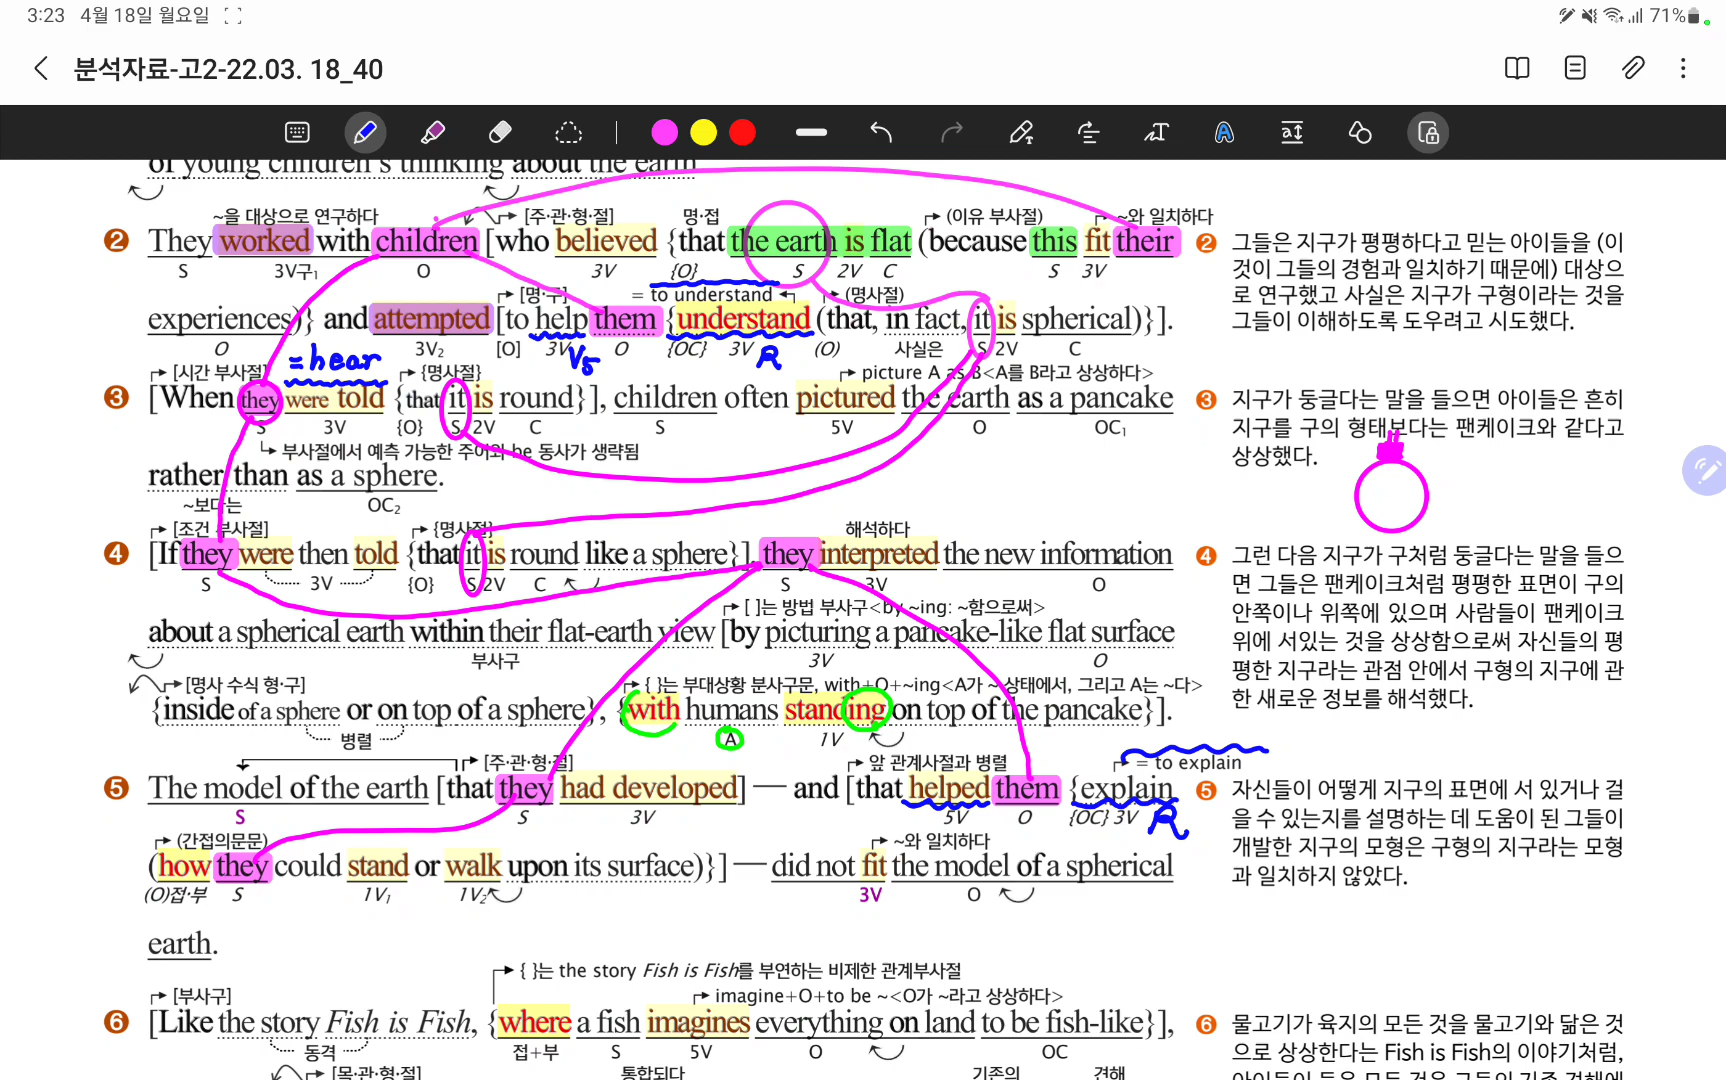 3:23 4월 18일 월요일
71%
분석자료-고2-22.03. 18_40
of young children's thinking about the earth
~을 대상으로 연구하다 [주·관·형·절] 명·접 (이유 부사절) ~와 일치하다
❷ They worked with children [who believed {that the earth is flat (because this fit their
S 3V구₁ O 3V {O} S 2V C S 3V
[명·구] = to understand (명사절)
experiences)} and attempted [to help them {understand (that, in fact, it is spherical)}].
O 3V₂ [O] 3V O {OC} 3V (O) 사실은 S 2V C
V5 R
=hear
[시간 부사절] {명사절} picture A as B<A를 B라고 상상하다>
❸ [When they were told {that it is round}], children often pictured the earth as a pancake
S 3V {O} S 2V C S 5V O OC₁
부사절에서 예측 가능한 주어와 be 동사가 생략됨
rather than as a sphere.
~보다는 OC₂
[조건 부사절] {명사절} 해석하다
❹ [If they were then told {that it is round like a sphere}], they interpreted the new information
S 3V {O} S 2V C S 3V O
[ ]는 방법 부사구<by ~ing: ~함으로써>
about a spherical earth within their flat-earth view [by picturing a pancake-like flat surface
부사구 3V O
[명사 수식 형·구] { }는 부대상황 분사구문, with+O+~ing<A가 ~ 상태에서, 그리고 A는 ~다>
{inside of a sphere or on top of a sphere}, {with humans standing on top of the pancake}].
병렬 A 1V
[주·관·형·절] 앞 관계사절과 병렬 = to explain
❺ The model of the earth [that they had developed] — and [that helped them {explain
S S 3V 5V O {OC} 3V R
(간접의문문) ~와 일치하다
(how they could stand or walk upon its surface)}] — did not fit the model of a spherical
(O)접·부 S 1V₁ 1V₂ 3V O
earth.
{ }는 the story Fish is Fish를 부연하는 비제한 관계부사절
[부사구] imagine+O+to be ~<O가 ~라고 상상하다>
❻ [Like the story Fish is Fish, {where a fish imagines everything on land to be fish-like}],
동격 접+부 S 5V O OC
[목·관·형·절] 통합되다 기존의 견해
❷ 그들은 지구가 평평하다고 믿는 아이들을 (이
것이 그들의 경험과 일치하기 때문에) 대상으
로 연구했고 사실은 지구가 구형이라는 것을
그들이 이해하도록 도우려고 시도했다.
❸ 지구가 둥글다는 말을 들으면 아이들은 흔히
지구를 구의 형태보다는 팬케이크와 같다고
상상했다.
❹ 그런 다음 지구가 구처럼 둥글다는 말을 들으
면 그들은 팬케이크처럼 평평한 표면이 구의
안쪽이나 위쪽에 있으며 사람들이 팬케이크
위에 서있는 것을 상상함으로써 자신들의 평
평한 지구라는 관점 안에서 구형의 지구에 관
한 새로운 정보를 해석했다.
❺ 자신들이 어떻게 지구의 표면에 서 있거나 걸
을 수 있는지를 설명하는 데 도움이 된 그들이
개발한 지구의 모형은 구형의 지구라는 모형
과 일치하지 않았다.
❻ 물고기가 육지의 모든 것을 물고기와 닮은 것
으로 상상한다는 Fish is Fish의 이야기처럼,